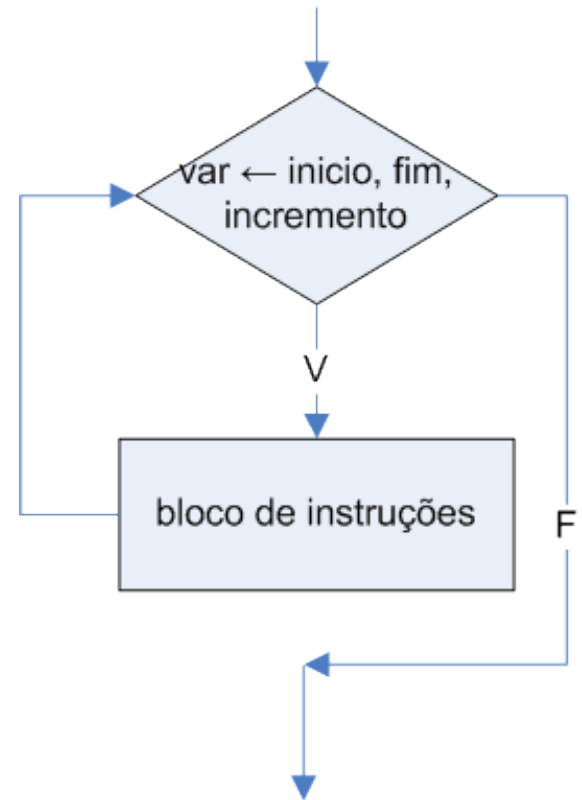 var ← inicio, fim,
incremento
V
bloco de instruções
F